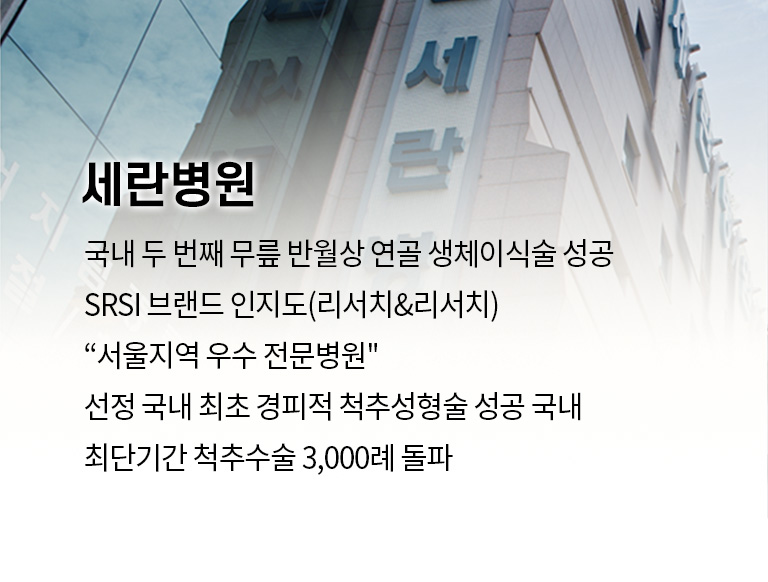 세
란
세란병원
국내 두 번째 무릎 반월상 연골 생체이식술 성공
SRSI 브랜드 인지도(리서치&리서치)
“서울지역 우수 전문병원"
선정 국내 최초 경피적 척추성형술 성공 국내
최단기간 척추수술 3,000례 돌파